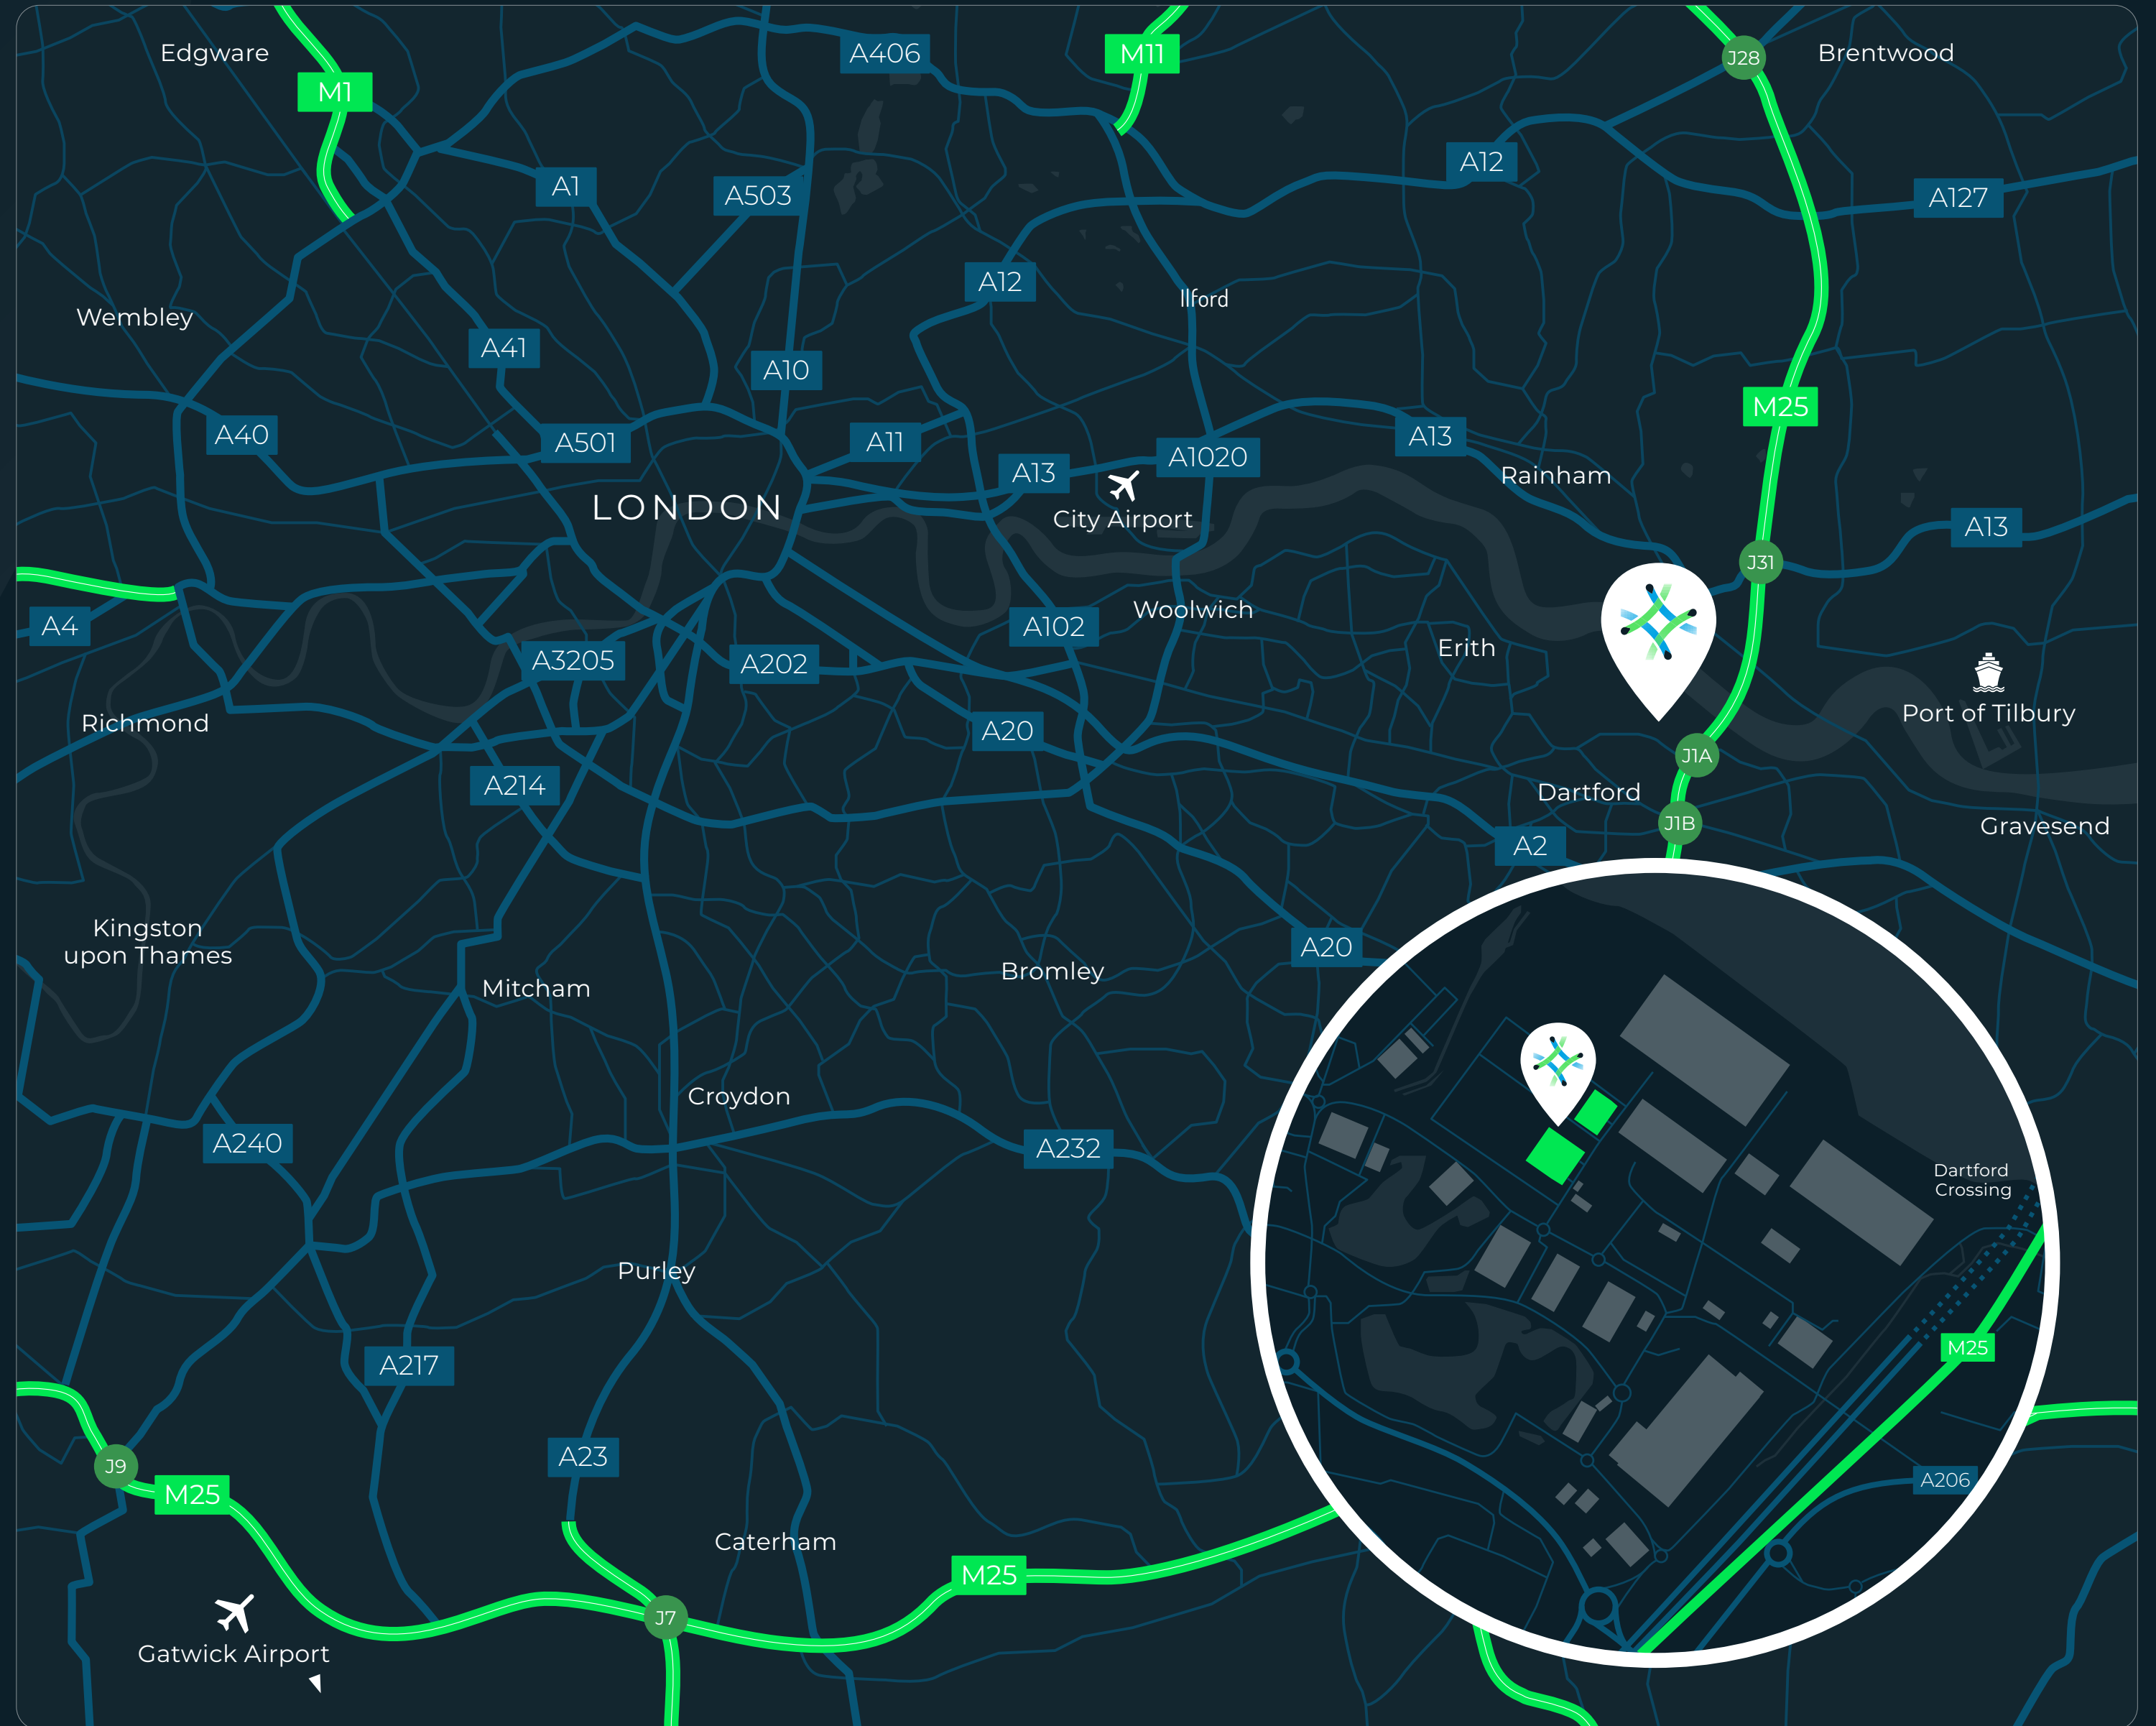 Edgware
M1
A406
M11
J28
Brentwood
A1
A503
A12
A127
A12
Ilford
Wembley
A41
A10
M25
A40
A501
A11
A13
A1020
A13
Rainham
LONDON
City Airport
A13
J31
A4
Woolwich
A102
Erith
A3205
A202
Richmond
A20
Port of Tilbury
J1A
A214
Dartford
J1B
Gravesend
A2
Kingston
upon Thames
A20
Mitcham
Bromley
Croydon
A240
A232
Dartford
Crossing
Purley
M25
A217
A23
J9
M25
A206
Caterham
M25
J7
Gatwick Airport